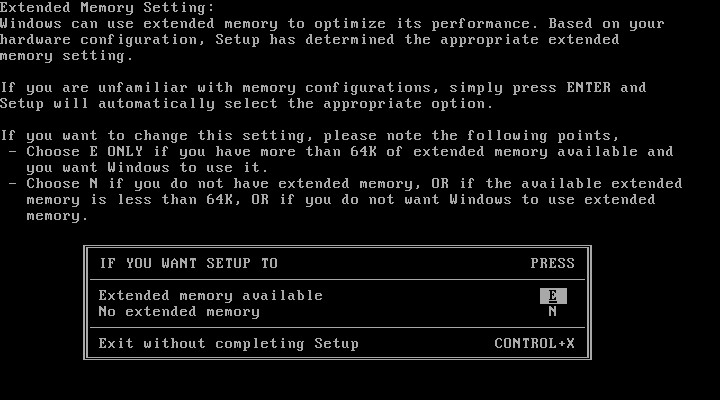 Extended Memory Setting:
Windows can use extended memory to optimize its performance. Based on your
hardware configuration, Setup has determined the appropriate extended
memory setting.
If you are unfamiliar with memory configurations, simply press ENTER and
Setup will automatically select the appropriate option.
If you want to change this setting, please note the following points,
- Choose E ONLY if you have more than 64K of extended memory available and
you want Windows to use it.
- Choose N if you do not have extended memory, OR if the available extended
memory is less than 64K, OR if you do not want Windows to use extended
memory.
IF YOU WANT SETUP TO PRESS
Extended memory available E
No extended memory N
Exit without completing Setup CONTROL+X